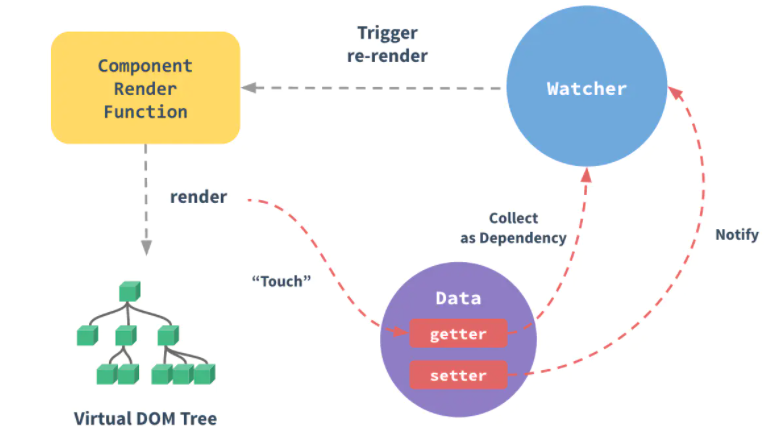 Trigger
re-render
Component
Render
Function
Watcher
render
Collect
as Dependency
Notify
“Touch”
Data
getter
setter
Virtual DOM Tree